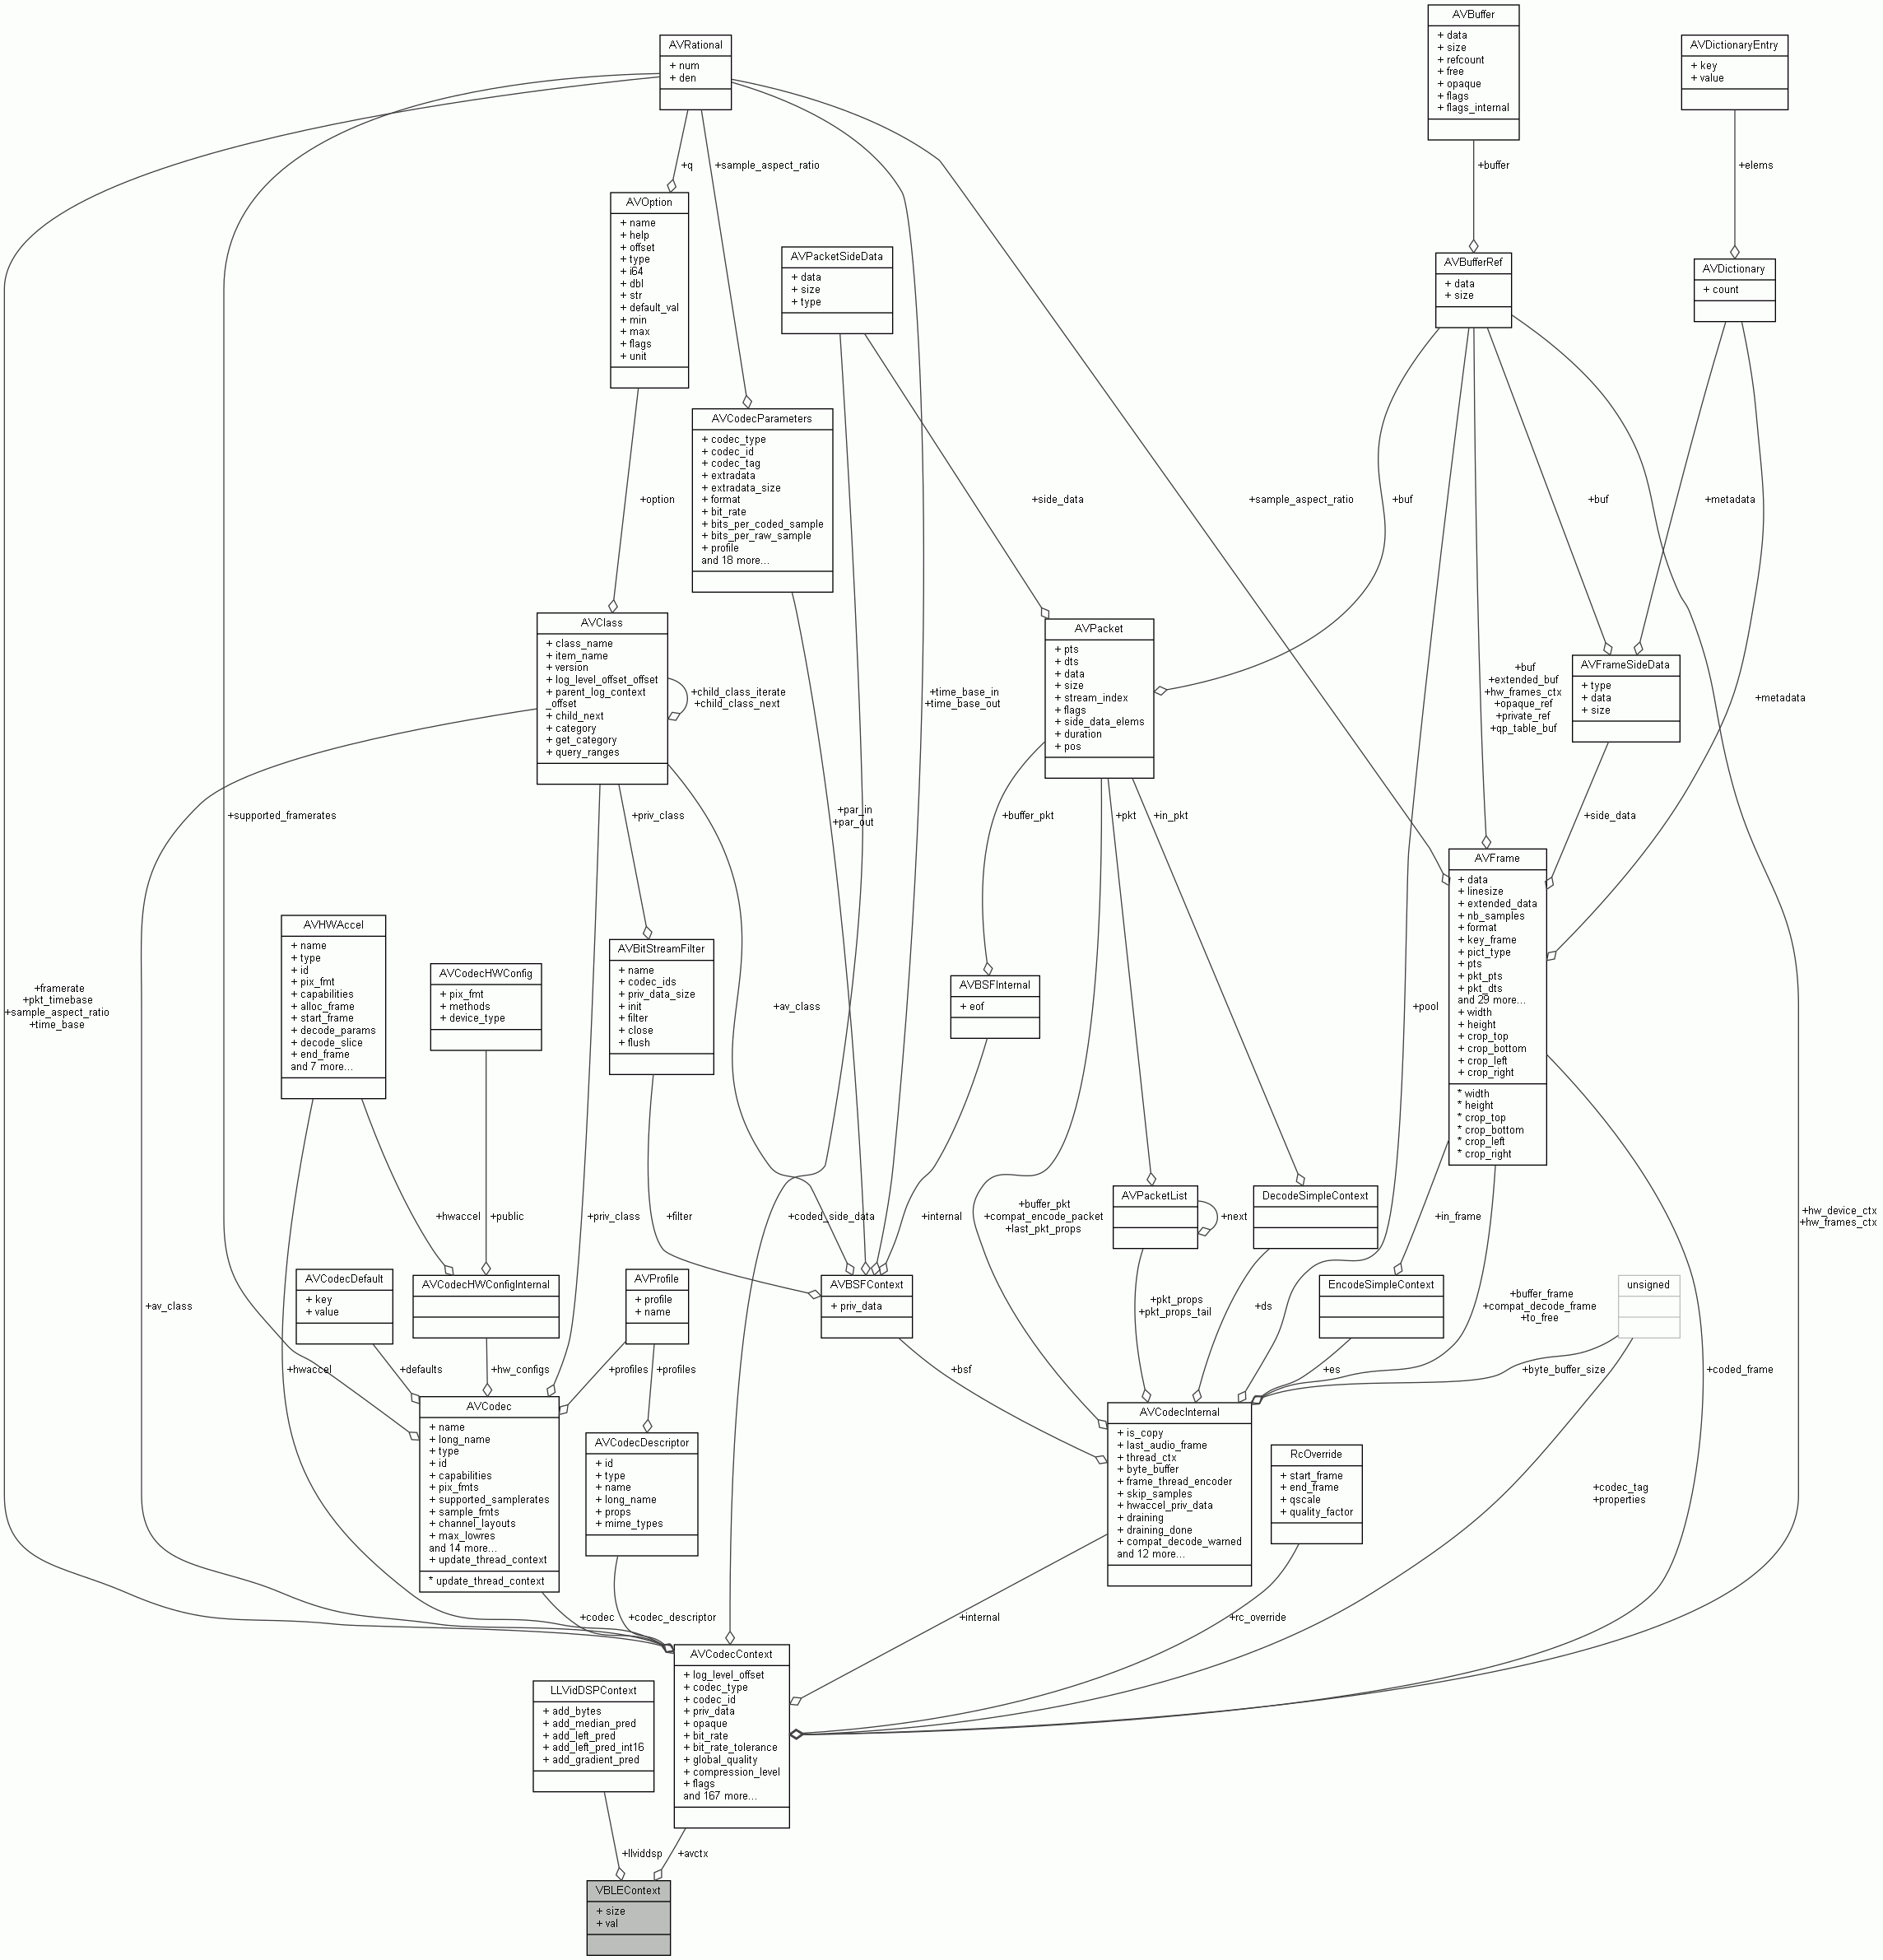 AVBuffer
+ data
+ size
+ refcount
+ free
+ opaque
+ flags
+ flags_internal
AVRational
+ num
+ den
AVDictionaryEntry
+ key
+ value
+q
+sample_aspect_ratio
+buffer
+elems
AVOption
+ name
+ help
+ offset
+ type
+ i64
+ dbl
+ str
+ default_val
+ min
+ max
+ flags
+ unit
AVPacketSideData
+ data
+ size
+ type
AVBufferRef
+ data
+ size
AVDictionary
+ count
AVCodecParameters
+ codec_type
+ codec_id
+ codec_tag
+ extradata
+ extradata_size
+ format
+ bit_rate
+ bits_per_coded_sample
+ bits_per_raw_sample
+ profile
and 18 more...
+option
+side_data
+sample_aspect_ratio
+buf
+buf
+metadata
AVClass
+ class_name
+ item_name
+ version
+ log_level_offset_offset
+ parent_log_context
_offset
+ child_next
+ category
+ get_category
+ query_ranges
+child_class_iterate
+child_class_next
+time_base_in
+time_base_out
AVPacket
+ pts
+ dts
+ data
+ size
+ stream_index
+ flags
+ side_data_elems
+ duration
+ pos
+buf
+extended_buf
+hw_frames_ctx
+opaque_ref
+private_ref
+qp_table_buf
AVFrameSideData
+ type
+ data
+ size
+metadata
+supported_framerates
+priv_class
+par_in
+par_out
+buffer_pkt
+pkt
+in_pkt
+side_data
AVFrame
+ data
+ linesize
+ extended_data
+ nb_samples
+ format
+ key_frame
+ pict_type
+ pts
+ pkt_pts
+ pkt_dts
and 29 more...
+ width
+ height
+ crop_top
+ crop_bottom
+ crop_left
+ crop_right
* width
* height
* crop_top
* crop_bottom
* crop_left
* crop_right
+framerate
+pkt_timebase
+sample_aspect_ratio
+time_base
AVHWAccel
+ name
+ type
+ id
+ pix_fmt
+ capabilities
+ alloc_frame
+ start_frame
+ decode_params
+ decode_slice
+ end_frame
and 7 more...
AVCodecHWConfig
+ pix_fmt
+ methods
+ device_type
AVBitStreamFilter
+ name
+ codec_ids
+ priv_data_size
+ init
+ filter
+ close
+ flush
+av_class
AVBSFInternal
+ eof
+pool
+hwaccel
+public
+priv_class
+filter
+coded_side_data
+internal
+buffer_pkt
+compat_encode_packet
+last_pkt_props
AVPacketList
+next
DecodeSimpleContext
+in_frame
+hw_device_ctx
+hw_frames_ctx
+av_class
AVCodecDefault
+ key
+ value
AVCodecHWConfigInternal
AVProfile
+ profile
+ name
AVBSFContext
+ priv_data
+pkt_props
+pkt_props_tail
+ds
EncodeSimpleContext
+buffer_frame
+compat_decode_frame
+to_free
unsigned
+hwaccel
+defaults
+hw_configs
+profiles
+profiles
+bsf
+es
+byte_buffer_size
+coded_frame
AVCodec
+ name
+ long_name
+ type
+ id
+ capabilities
+ pix_fmts
+ supported_samplerates
+ sample_fmts
+ channel_layouts
+ max_lowres
and 14 more...
+ update_thread_context
* update_thread_context
AVCodecDescriptor
+ id
+ type
+ name
+ long_name
+ props
+ mime_types
AVCodecInternal
+ is_copy
+ last_audio_frame
+ thread_ctx
+ byte_buffer
+ frame_thread_encoder
+ skip_samples
+ hwaccel_priv_data
+ draining
+ draining_done
+ compat_decode_warned
and 12 more...
RcOverride
+ start_frame
+ end_frame
+ qscale
+ quality_factor
+codec_tag
+properties
+codec
+codec_descriptor
+internal
+rc_override
AVCodecContext
+ log_level_offset
+ codec_type
+ codec_id
+ priv_data
+ opaque
+ bit_rate
+ bit_rate_tolerance
+ global_quality
+ compression_level
+ flags
and 167 more...
LLVidDSPContext
+ add_bytes
+ add_median_pred
+ add_left_pred
+ add_left_pred_int16
+ add_gradient_pred
+llviddsp
+avctx
VBLEContext
+ size
+ val